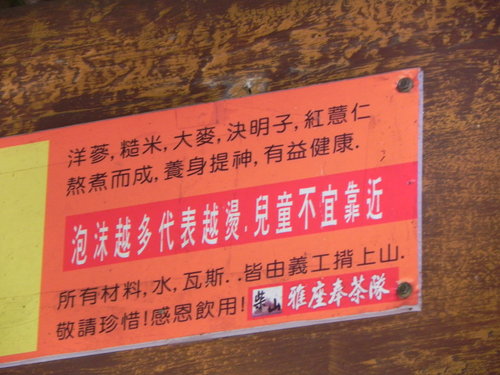 洋蔘, 糙米, 大麥, 決明子, 紅薏仁
熬煮而成, 養身提神, 有益健康.
泡沫越多代表越燙. 兒童不宜靠近
所有材料, 水, 瓦斯. . 皆由義工揹上山.
敬請珍惜! 感恩飲用! 柴山 雅座奉茶隊